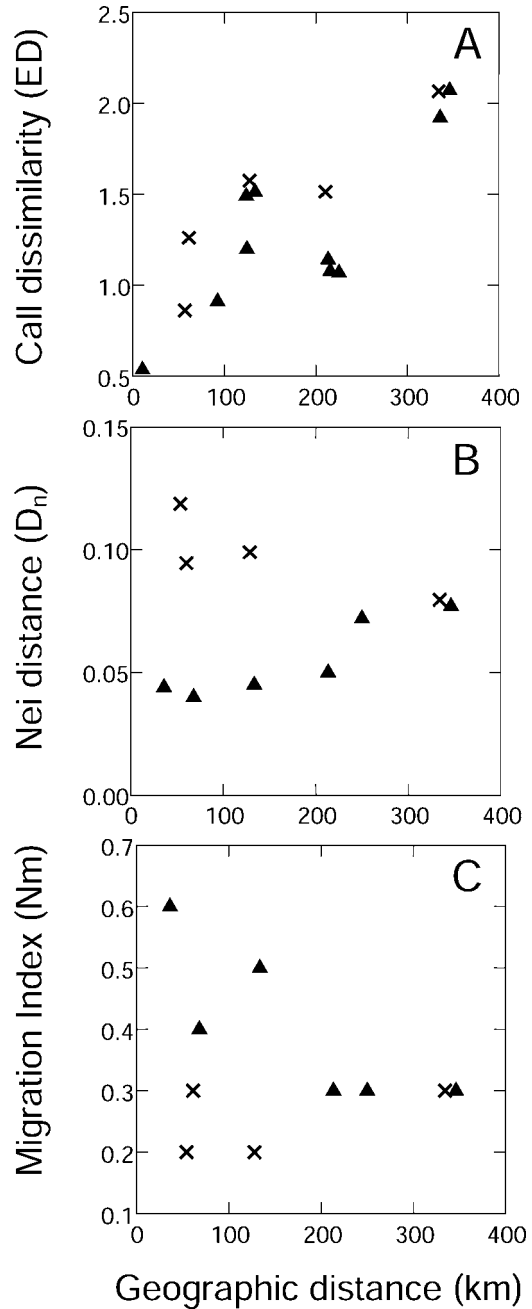 A
Call dissimilarity (ED)
2.5
2.0
1.5
1.0
0.5
0 100 200 300 400
B
Nei distance (Dn)
0.15
0.10
0.05
0.00
0 100 200 300 400
C
Migration Index (Nm)
0.7
0.6
0.5
0.4
0.3
0.2
0.1
0 100 200 300 400
Geographic distance (km)